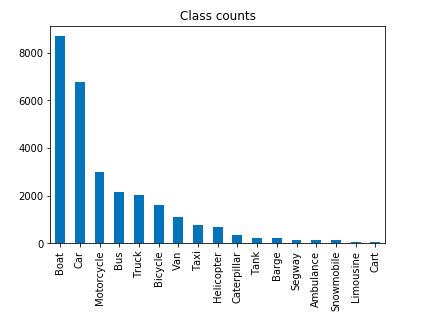 Class counts
8000
6000
4000
2000
0
Boat
Car
Motorcycle
Bus
Truck
Bicycle
Van
Taxi
Helicopter
Caterpillar
Tank
Barge
Segway
Ambulance
Snowmobile
Limousine
Cart